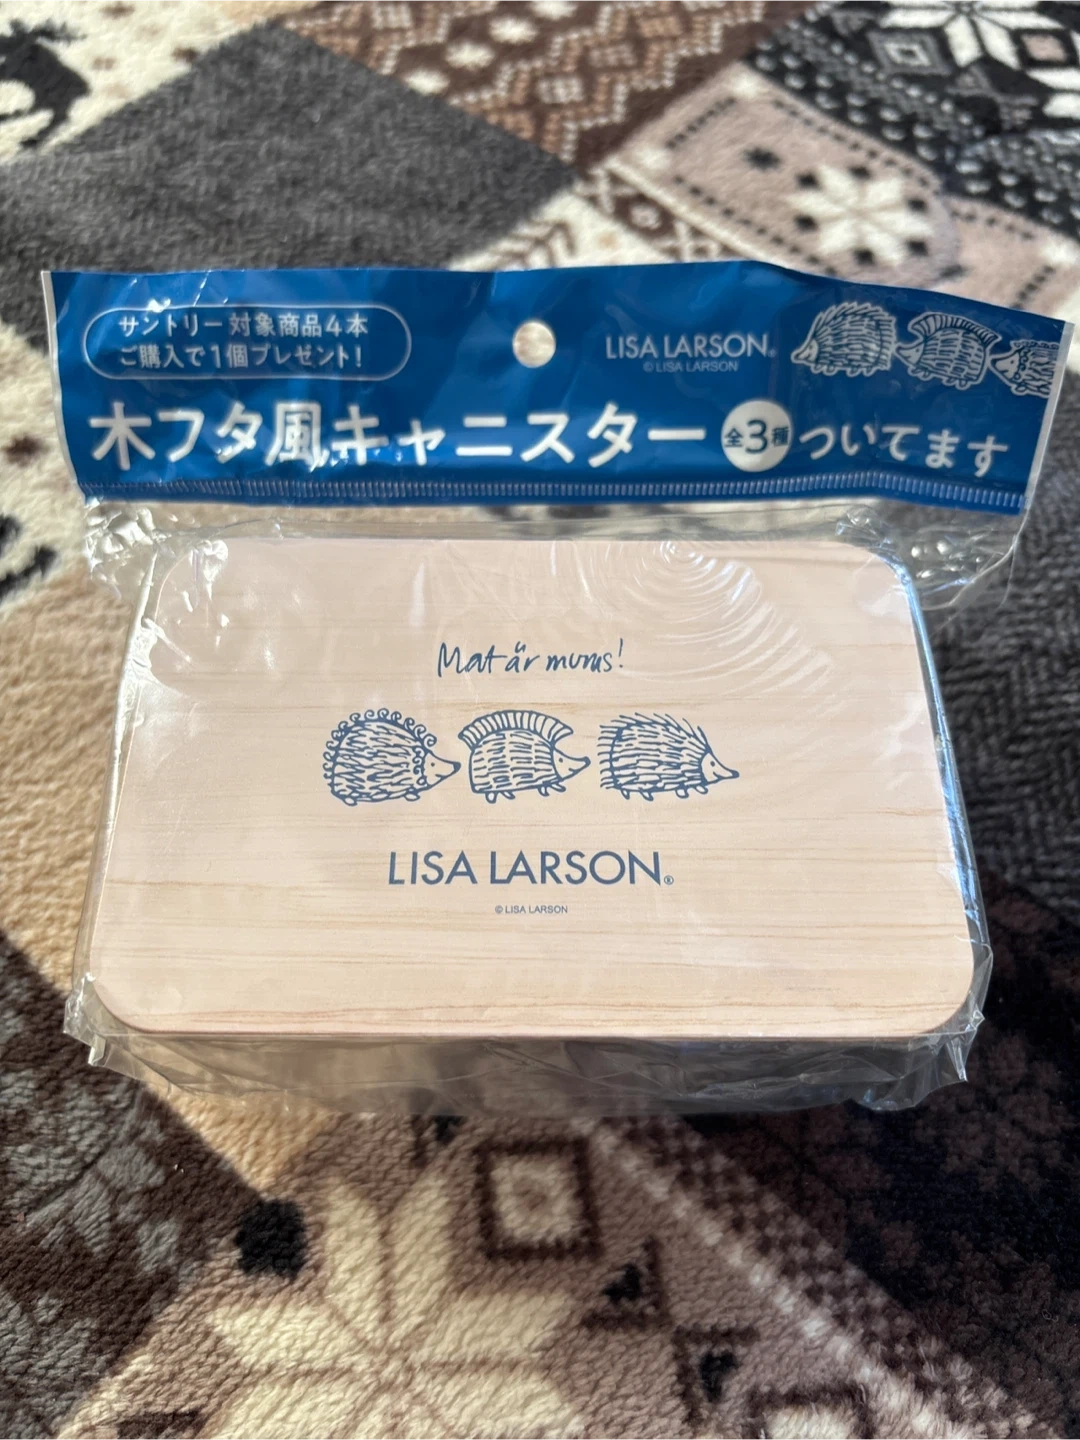 サントリー対象商品4本
ご購入で1個プレゼント!
LISA LARSON®
© LISA LARSON
木フタ風キャニスター 全3種 ついてます
Mat är mums!
LISA LARSON®
© LISA LARSON